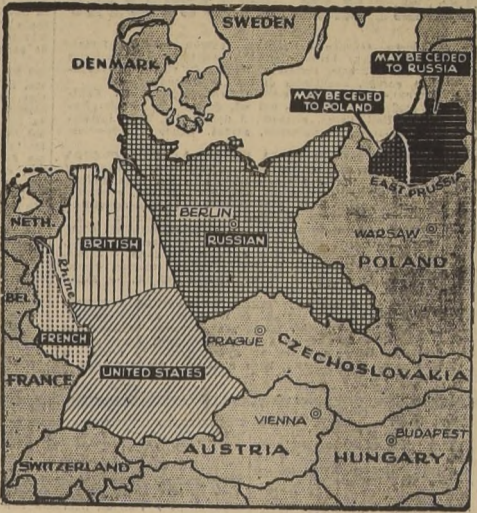 SWEDEN
DENMARK
MAY BE CEDED
TO RUSSIA
MAY BE CEDED
TO POLAND
EAST PRUSSIA
NETH.
BERLIN
BRITISH
RUSSIAN
WARSAW
POLAND
Rhine
BEL.
FRENCH
PRAGUE
CZECHOSLOVAKIA
FRANCE
UNITED STATES
VIENNA
BUDAPEST
AUSTRIA
HUNGARY
SWITZERLAND